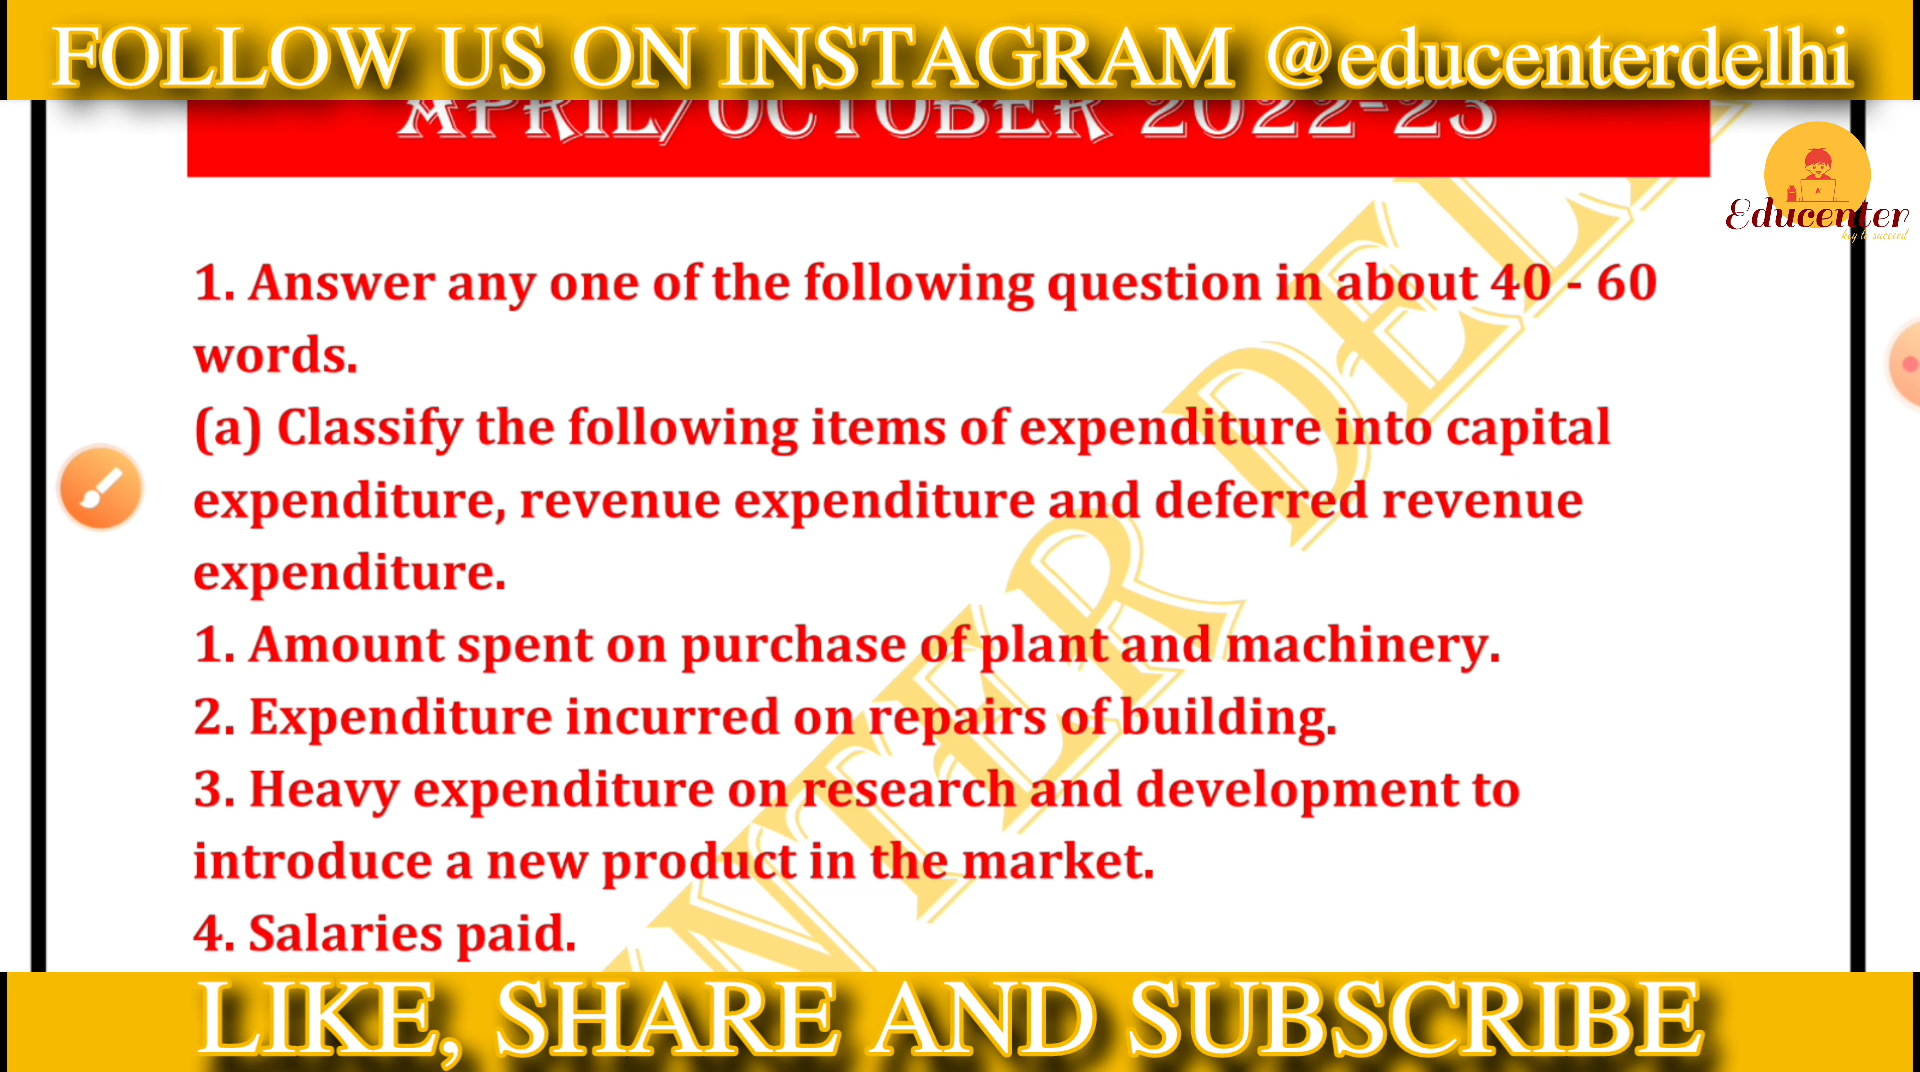 FOLLOW US ON INSTAGRAM @educenterdelhi
APRIL/OCTOBER 2022-23
Educenter
key to succeed
1. Answer any one of the following question in about 40 - 60
words.
(a) Classify the following items of expenditure into capital
expenditure, revenue expenditure and deferred revenue
expenditure.
1. Amount spent on purchase of plant and machinery.
2. Expenditure incurred on repairs of building.
3. Heavy expenditure on research and development to
introduce a new product in the market.
4. Salaries paid.
LIKE, SHARE AND SUBSCRIBE